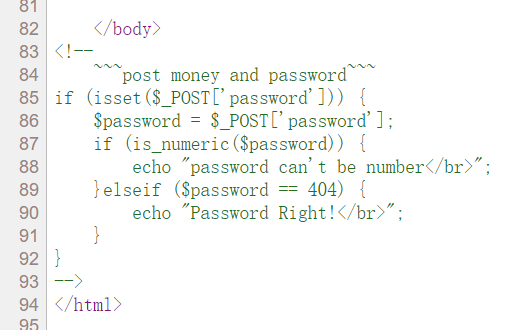 81
82 </body>
83 <!--
84 ~~~post money and password~~~
85 if (isset($_POST['password'])) {
86 $password = $_POST['password'];
87 if (is_numeric($password)) {
88 echo "password can't be number</br>";
89 }elseif ($password == 404) {
90 echo "Password Right!</br>";
91 }
92 }
93 -->
94 </html>
95